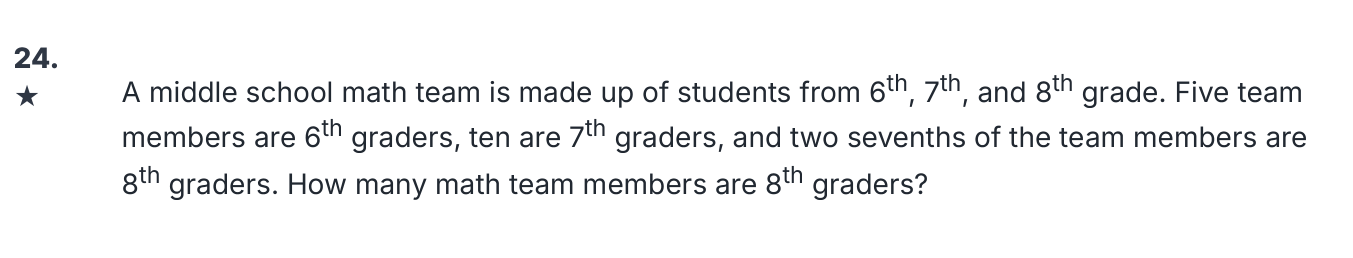 24.
★
A middle school math team is made up of students from 6th, 7th, and 8th grade. Five team
members are 6th graders, ten are 7th graders, and two sevenths of the team members are
8th graders. How many math team members are 8th graders?